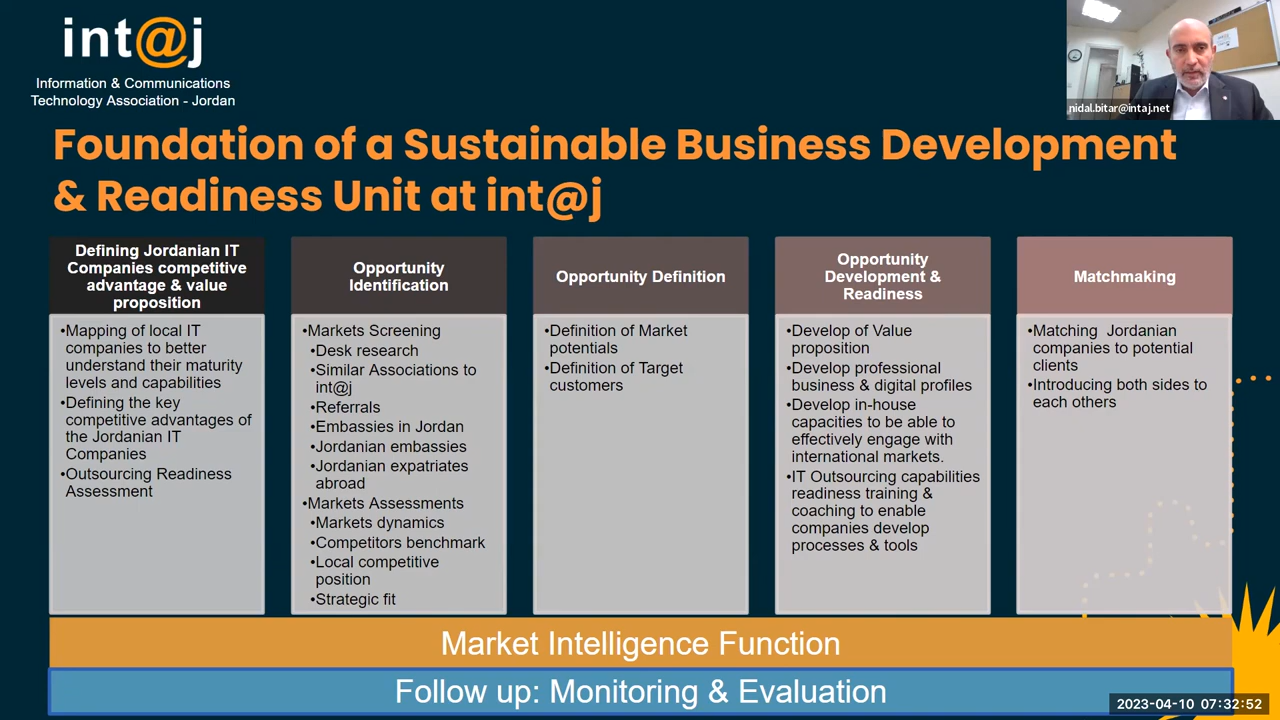 int@j
Information & Communications
Technology Association - Jordan
nidal.bitar@intaj.net
Foundation of a Sustainable Business Development
& Readiness Unit at int@j
Defining Jordanian IT
Companies competitive
advantage & value
proposition
•Mapping of local IT
companies to better
understand their maturity
levels and capabilities
•Defining the key
competitive advantages of
the Jordanian IT
Companies
•Outsourcing Readiness
Assessment
Opportunity
Identification
•Markets Screening
•Desk research
•Similar Associations to
int@j
•Referrals
•Embassies in Jordan
•Jordanian embassies
•Jordanian expatriates
abroad
•Markets Assessments
•Markets dynamics
•Competitors benchmark
•Local competitive
position
•Strategic fit
Opportunity Definition
•Definition of Market
potentials
•Definition of Target
customers
Opportunity
Development &
Readiness
•Develop of Value
proposition
•Develop professional
business & digital profiles
•Develop in-house
capacities to be able to
effectively engage with
international markets.
•IT Outsourcing capabilities
readiness training &
coaching to enable
companies develop
processes & tools
Matchmaking
•Matching Jordanian
companies to potential
clients
•Introducing both sides to
each others
Market Intelligence Function
Follow up: Monitoring & Evaluation
2023-04-10 07:32:52